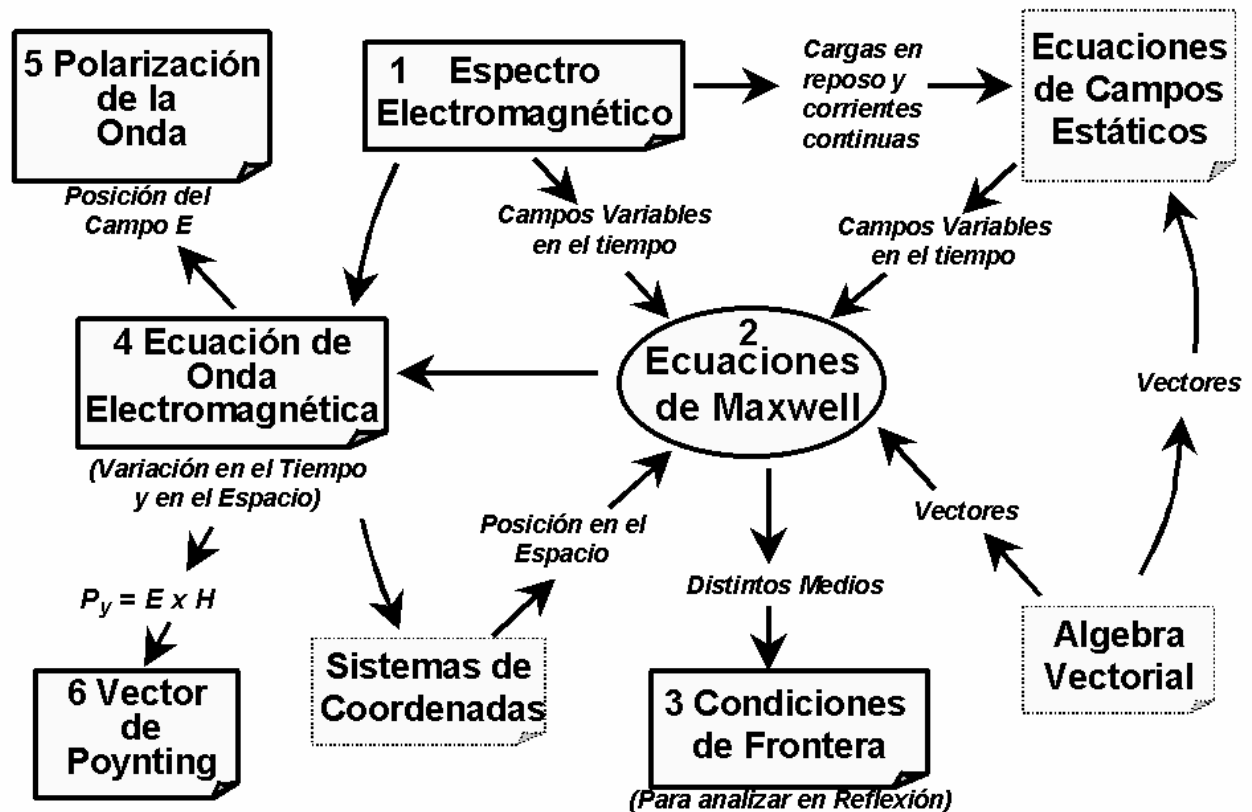 5 Polarización
de la
Onda
Posición del
Campo E
1 Espectro
Electromagnético
Cargas en
reposo y
corrientes
continuas
Ecuaciones
de Campos
Estáticos
Campos Variables
en el tiempo
Campos Variables
en el tiempo
4 Ecuación de
Onda
Electromagnética
(Variación en el Tiempo
y en el Espacio)
2
Ecuaciones
de Maxwell
Vectores
Vectores
Posición en el
Espacio
Distintos Medios
Py = E x H
6 Vector
de
Poynting
Sistemas de
Coordenadas
3 Condiciones
de Frontera
(Para analizar en Reflexión)
Algebra
Vectorial